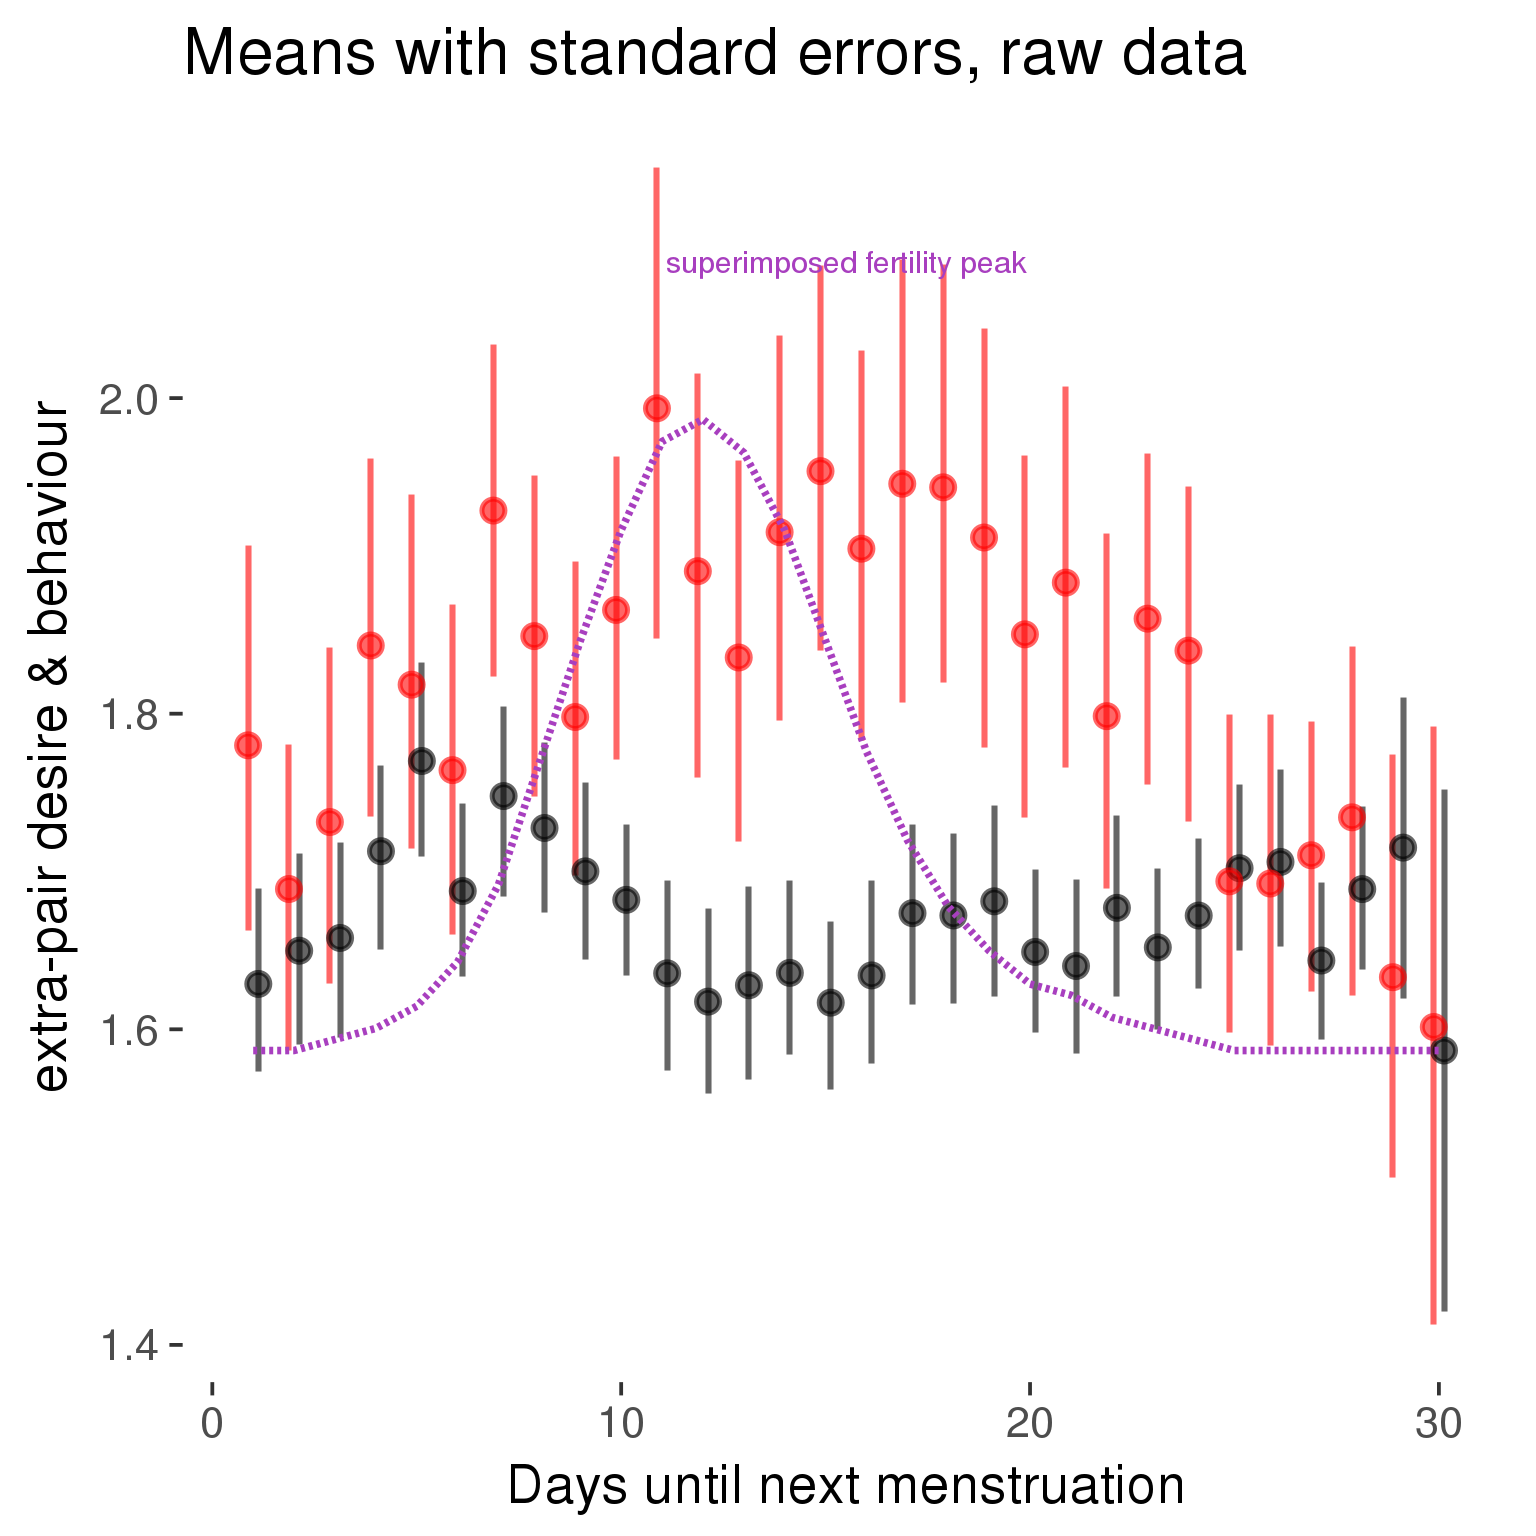 Means with standard errors, raw data
superimposed fertility peak
extra-pair desire & behaviour
2.0
1.8
1.6
1.4
0 10 20 30
Days until next menstruation